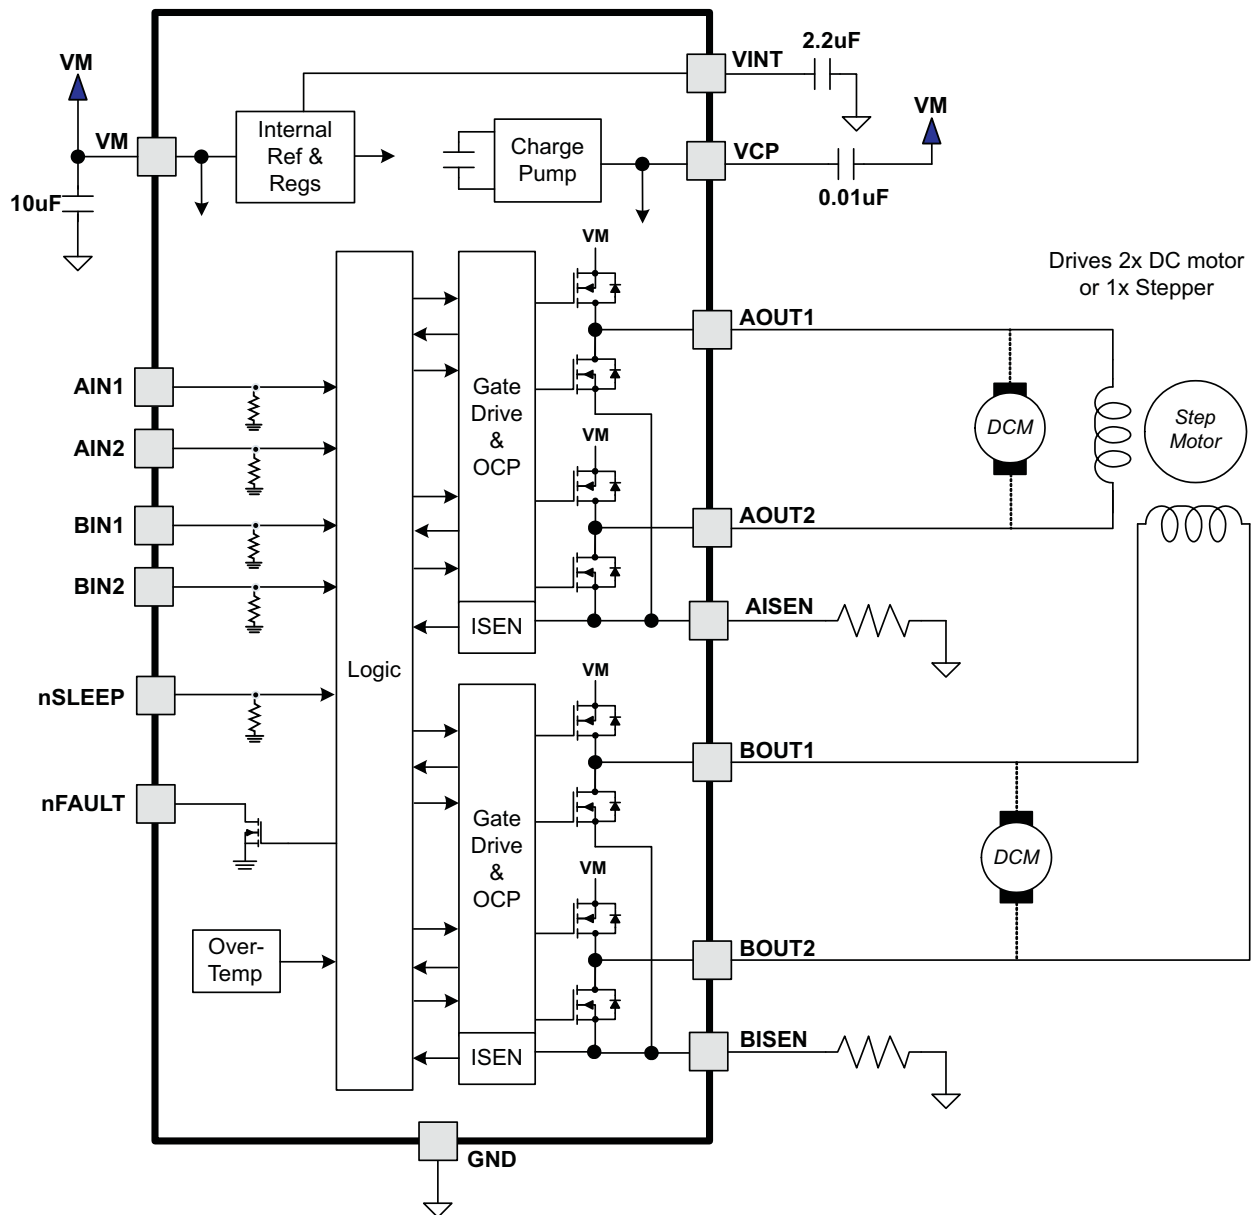 2.2uF
VINT
VM
VM
VM
Internal
Ref &
Regs
Charge
Pump
VCP
10uF
0.01uF
VM
Drives 2x DC motor
or 1x Stepper
AOUT1
AIN1
Gate
Drive
&
OCP
DCM
Step
Motor
AIN2
VM
BIN1
AOUT2
BIN2
AISEN
ISEN
Logic
VM
nSLEEP
BOUT1
nFAULT
Gate
Drive
&
OCP
DCM
VM
Over-
Temp
BOUT2
BISEN
ISEN
GND